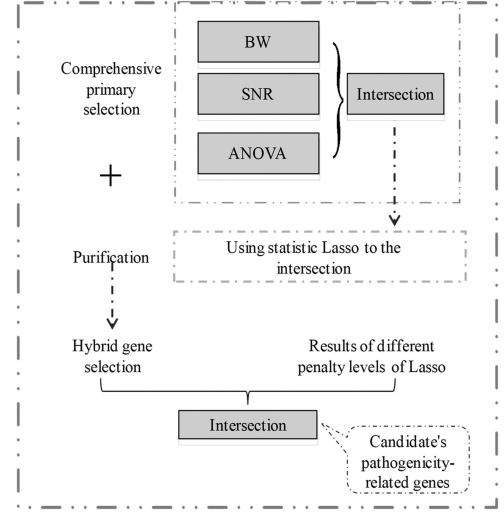 Comprehensive
primary
selection
BW
SNR
ANOVA
Intersection
+
Purification
Using statistic Lasso to the
intersection
Hybrid gene
selection
Results of different
penalty levels of Lasso
Intersection
Candidate's
pathogenicity-
related genes